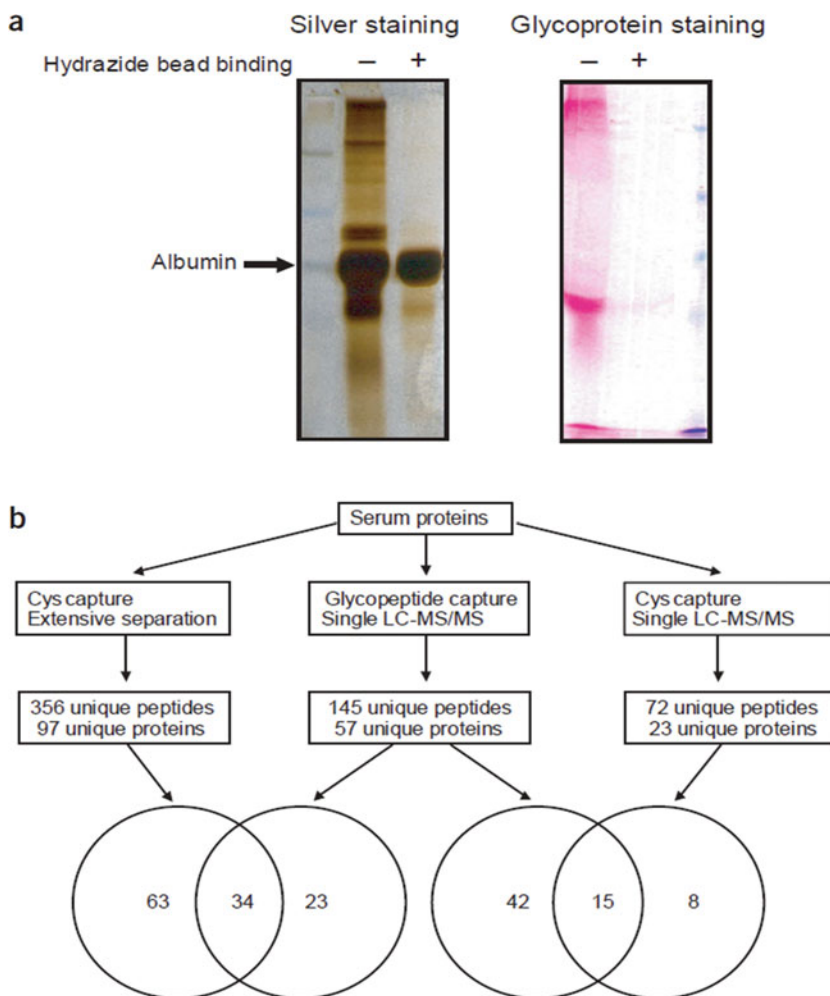 a
Silver staining
Glycoprotein staining
Hydrazide bead binding
– +
– +
Albumin
b
Serum proteins
Cys capture
Extensive separation
Glycopeptide capture
Single LC-MS/MS
Cys capture
Single LC-MS/MS
356 unique peptides
97 unique proteins
145 unique peptides
57 unique proteins
72 unique peptides
23 unique proteins
63
34
23
42
15
8